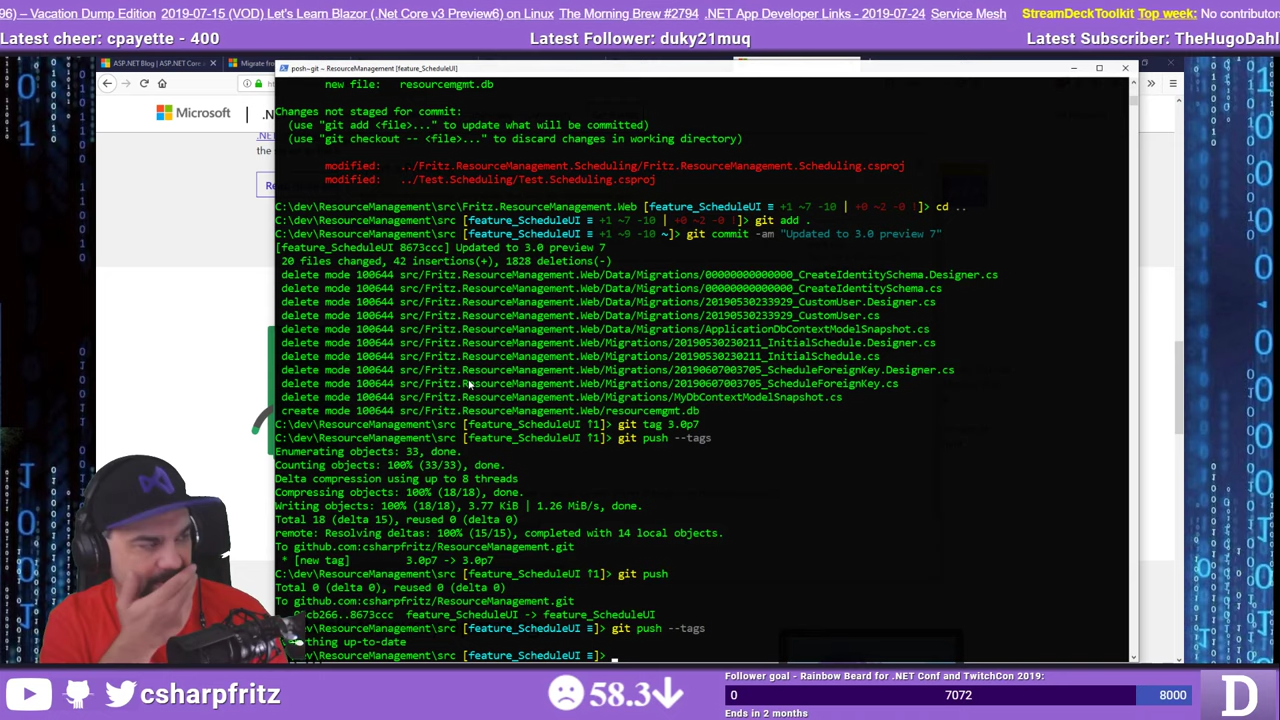 96) – Vacation Dump Edition 2019-07-15 (VOD) Let's Learn Blazor (.Net Core v3 Preview6) on Linux The Morning Brew #2794 .NET App Developer Links - 2019-07-24 Service Mesh
StreamDeckToolkit Top week: No contributor
Latest cheer: cpayette - 400
Latest Follower: duky21muq
Latest Subscriber: TheHugoDahl
ASP.NET Blog | ASP.NET Core
Migrate from
posh~git ~ ResourceManagement [feature_ScheduleUI]
Microsoft
new file:   resourcemgmt.db
Changes not staged for commit:
(use "git add <file>..." to update what will be committed)
(use "git checkout -- <file>..." to discard changes in working directory)
modified:   ../Fritz.ResourceManagement.Scheduling/Fritz.ResourceManagement.Scheduling.csproj
modified:   ../Test.Scheduling/Test.Scheduling.csproj
C:\dev\ResourceManagement\src\Fritz.ResourceManagement.Web [feature_ScheduleUI ≡ +1 ~7 -10 | +0 ~2 -0 !]> cd ..
C:\dev\ResourceManagement\src [feature_ScheduleUI ≡ +1 ~7 -10 | +0 ~2 -0 !]> git add .
C:\dev\ResourceManagement\src [feature_ScheduleUI ≡ +1 ~9 -10 ~]> git commit -am "Updated to 3.0 preview 7"
[feature_ScheduleUI 8673ccc] Updated to 3.0 preview 7
20 files changed, 42 insertions(+), 1828 deletions(-)
delete mode 100644 src/Fritz.ResourceManagement.Web/Data/Migrations/00000000000000_CreateIdentitySchema.Designer.cs
delete mode 100644 src/Fritz.ResourceManagement.Web/Data/Migrations/00000000000000_CreateIdentitySchema.cs
delete mode 100644 src/Fritz.ResourceManagement.Web/Data/Migrations/20190530233929_CustomUser.Designer.cs
delete mode 100644 src/Fritz.ResourceManagement.Web/Data/Migrations/20190530233929_CustomUser.cs
delete mode 100644 src/Fritz.ResourceManagement.Web/Data/Migrations/ApplicationDbContextModelSnapshot.cs
delete mode 100644 src/Fritz.ResourceManagement.Web/Migrations/20190530230211_InitialSchedule.Designer.cs
delete mode 100644 src/Fritz.ResourceManagement.Web/Migrations/20190530230211_InitialSchedule.cs
delete mode 100644 src/Fritz.ResourceManagement.Web/Migrations/20190607003705_ScheduleForeignKey.Designer.cs
delete mode 100644 src/Fritz.ResourceManagement.Web/Migrations/20190607003705_ScheduleForeignKey.cs
delete mode 100644 src/Fritz.ResourceManagement.Web/Migrations/MyDbContextModelSnapshot.cs
create mode 100644 src/Fritz.ResourceManagement.Web/resourcemgmt.db
C:\dev\ResourceManagement\src [feature_ScheduleUI ↑1]> git tag 3.0p7
C:\dev\ResourceManagement\src [feature_ScheduleUI ↑1]> git push --tags
Enumerating objects: 33, done.
Counting objects: 100% (33/33), done.
Delta compression using up to 8 threads
Compressing objects: 100% (18/18), done.
Writing objects: 100% (18/18), 3.77 KiB | 1.26 MiB/s, done.
Total 18 (delta 15), reused 0 (delta 0)
remote: Resolving deltas: 100% (15/15), completed with 14 local objects.
To github.com:csharpfritz/ResourceManagement.git
* [new tag]         3.0p7 -> 3.0p7
C:\dev\ResourceManagement\src [feature_ScheduleUI ↑1]> git push
Total 0 (delta 0), reused 0 (delta 0)
To github.com:csharpfritz/ResourceManagement.git
cb266..8673ccc  feature_ScheduleUI -> feature_ScheduleUI
dev\ResourceManagement\src [feature_ScheduleUI ≡]> git push --tags
thing up-to-date
dev\ResourceManagement\src [feature_ScheduleUI ≡]>
csharpfritz
58.3
Follower goal - Rainbow Beard for .NET Conf and TwitchCon 2019:
0 7072 8000
Ends in 2 months